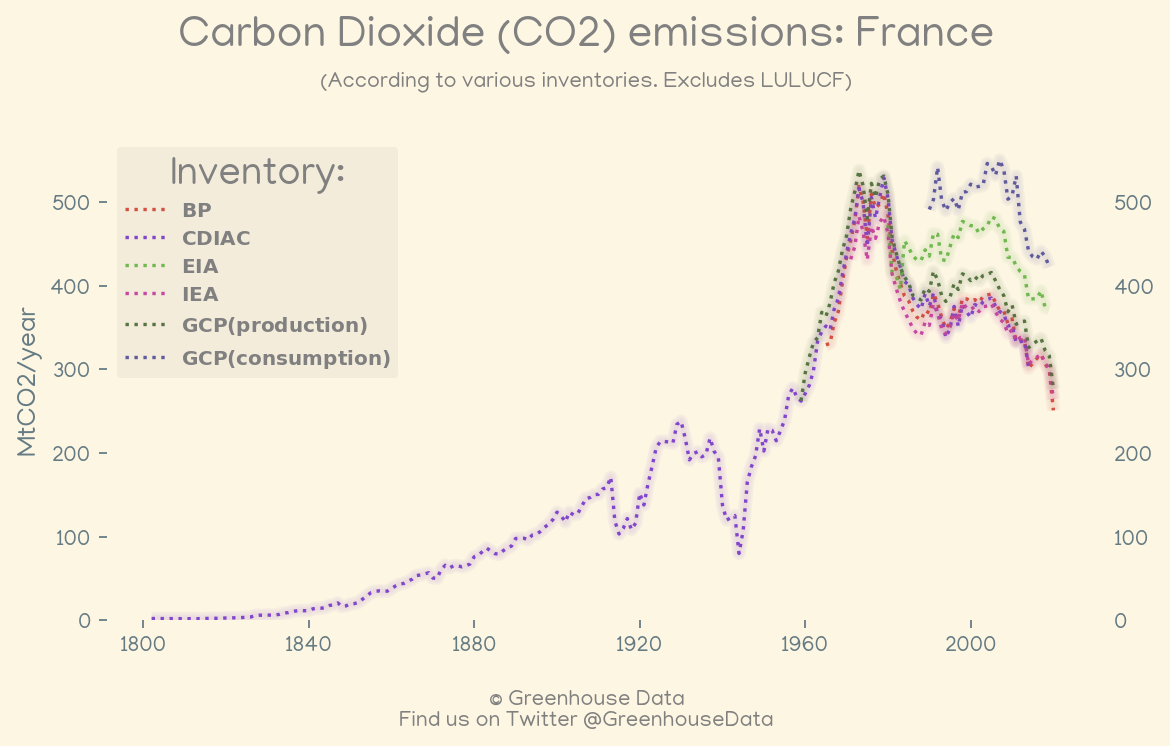 Carbon Dioxide (CO2) emissions: France
(According to various inventories. Excludes LULUCF)
Inventory:
BP
CDIAC
EIA
IEA
GCP(production)
GCP(consumption)
MtCO2/year
500
400
300
200
100
0
500
400
300
200
100
0
1800 1840 1880 1920 1960 2000
© Greenhouse Data
Find us on Twitter @GreenhouseData